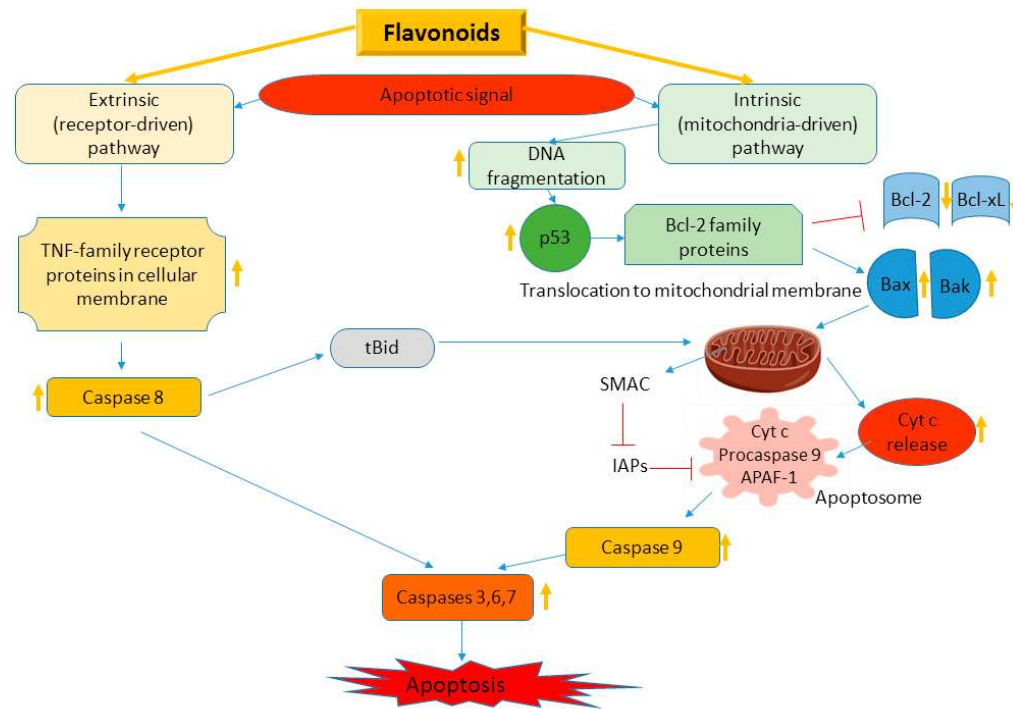 Flavonoids
Apoptotic signal
Extrinsic
(receptor-driven)
pathway
Intrinsic
(mitochondria-driven)
pathway
DNA
fragmentation
Bcl-2
Bcl-xL
p53
Bcl-2 family
proteins
TNF-family receptor
proteins in cellular
membrane
Translocation to mitochondrial membrane
Bax
Bak
tBid
Caspase 8
SMAC
Cyt c
release
Cyt c
Procaspase 9
APAF-1
IAPs
Apoptosome
Caspase 9
Caspases 3,6,7
Apoptosis